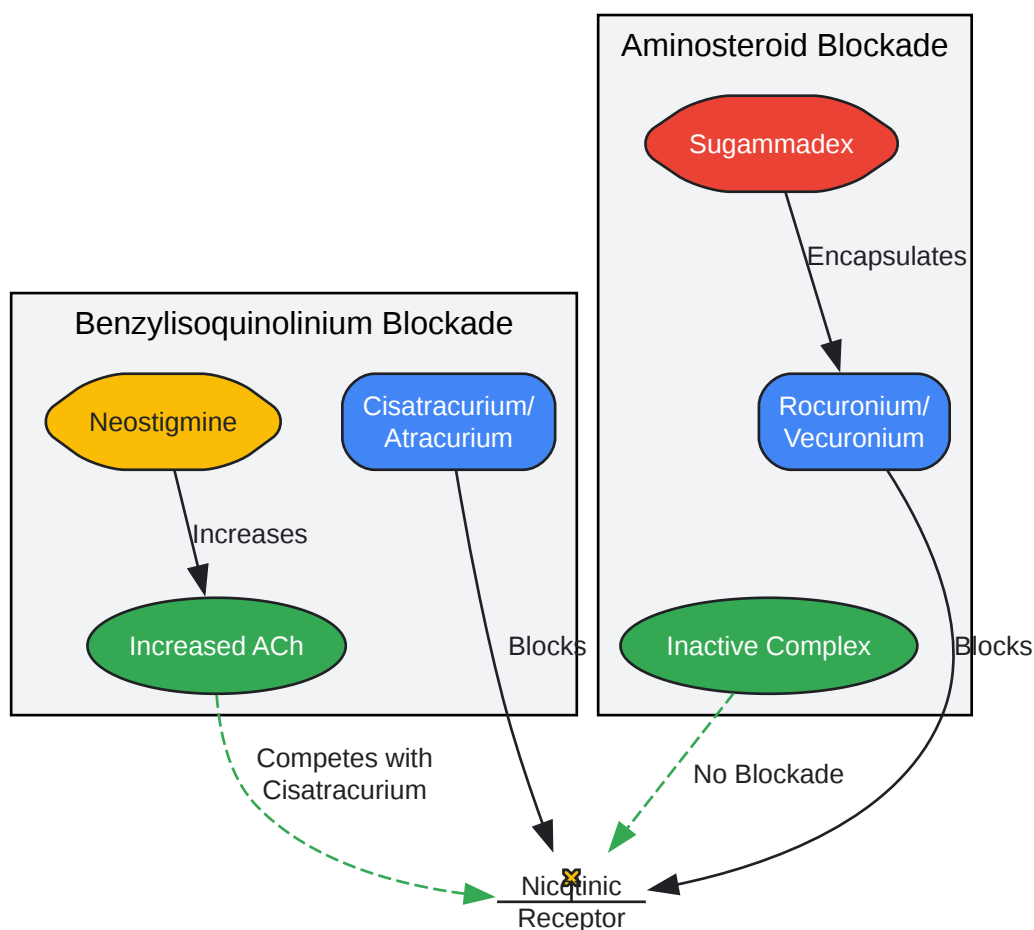 Aminosteroid Blockade
Sugammadex
Encapsulates
Rocuronium/
Vecuronium
Inactive Complex
Blocks
No Blockade
Benzylisoquinolinium Blockade
Neostigmine
Cisatracurium/
Atracurium
Increases
Increased ACh
Blocks
Competes with
Cisatracurium
Nicotinic
Receptor